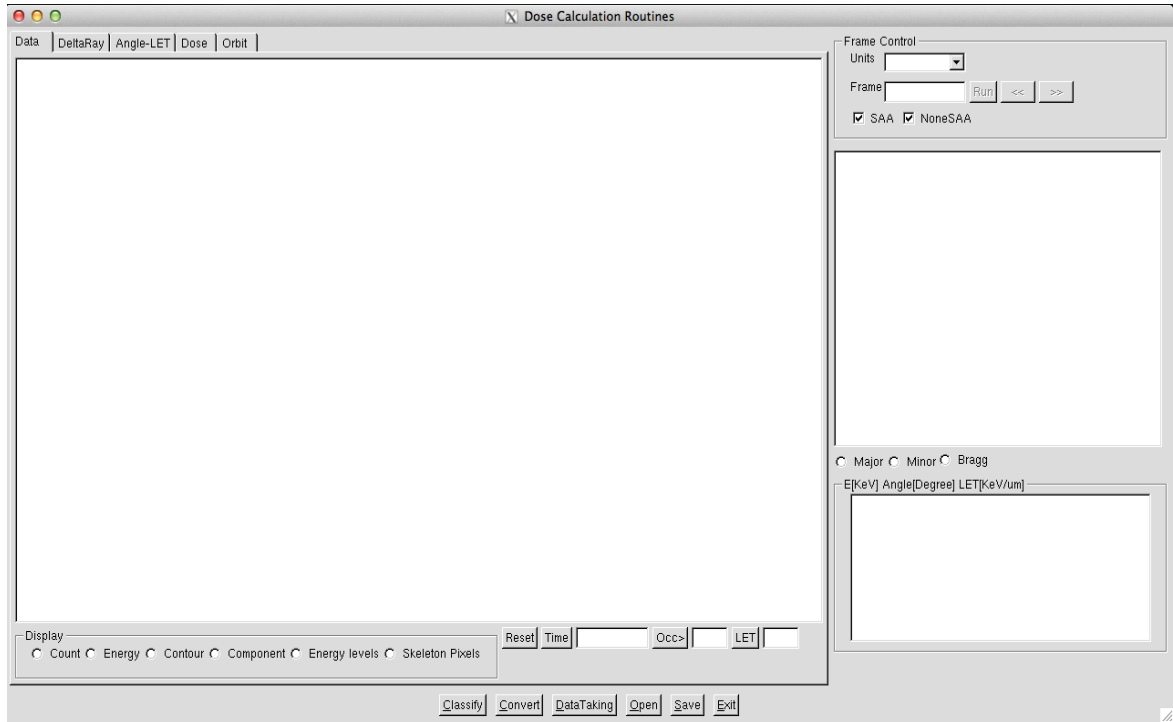 X Dose Calculation Routines
Data DeltaRay Angle-LET Dose Orbit
Frame Control
Units
Frame Run << >>
SAA NoneSAA
Major Minor Bragg
E[KeV] Angle[Degree] LET[KeV/um]
Display
Count Energy Contour Component Energy levels Skeleton Pixels
Reset Time Occ> LET
Classify Convert DataTaking Open Save Exit